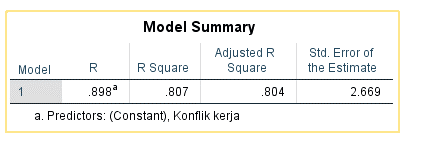 Model Summary
Model R R Square Adjusted R Square Std. Error of the Estimate
1 .898a .807 .804 2.669
a. Predictors: (Constant), Konflik kerja